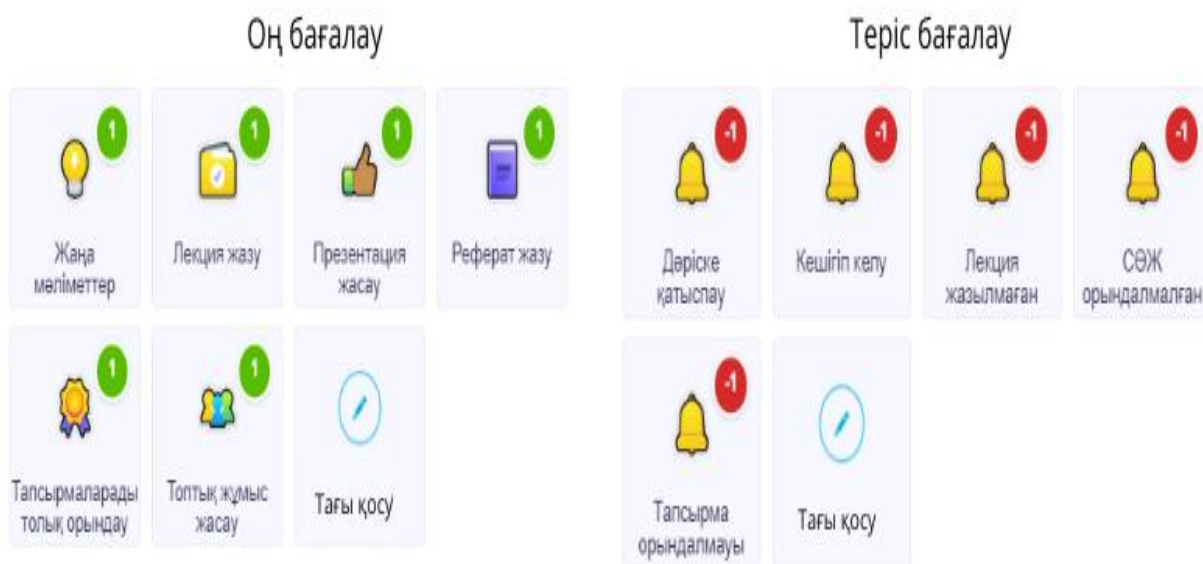 Оң бағалау
1
1
1
1
Жаңа
мәліметтер
Лекция жазу
Презентация
жасау
Реферат жазу
1
1
Тапсырмаларады
толық орындау
Топтық жұмыс
жасау
Тағы қосу
Теріс бағалау
-1
-1
-1
-1
Дәріске
қатыспау
Кешігіп келу
Лекция
жазылмаған
СӨЖ
орындалмалған
-1
Тапсырма
орындалмауы
Тағы қосу